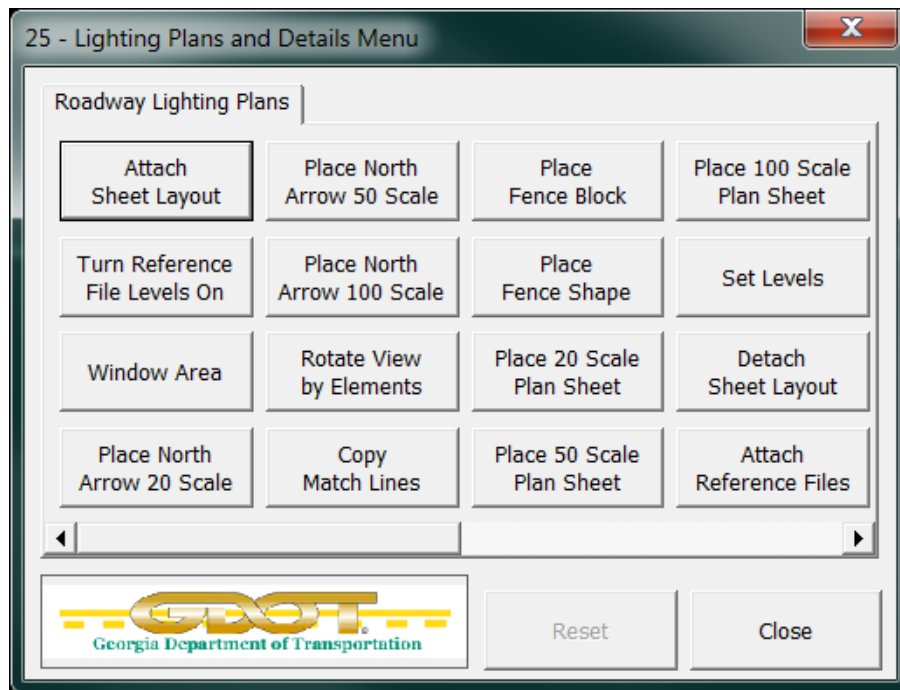 25 - Lighting Plans and Details Menu
Roadway Lighting Plans
Attach
Sheet Layout
Place North
Arrow 50 Scale
Place
Fence Block
Place 100 Scale
Plan Sheet
Turn Reference
File Levels On
Place North
Arrow 100 Scale
Place
Fence Shape
Set Levels
Window Area
Rotate View
by Elements
Place 20 Scale
Plan Sheet
Detach
Sheet Layout
Place North
Arrow 20 Scale
Copy
Match Lines
Place 50 Scale
Plan Sheet
Attach
Reference Files
GDOT
Georgia Department of Transportation
Reset
Close